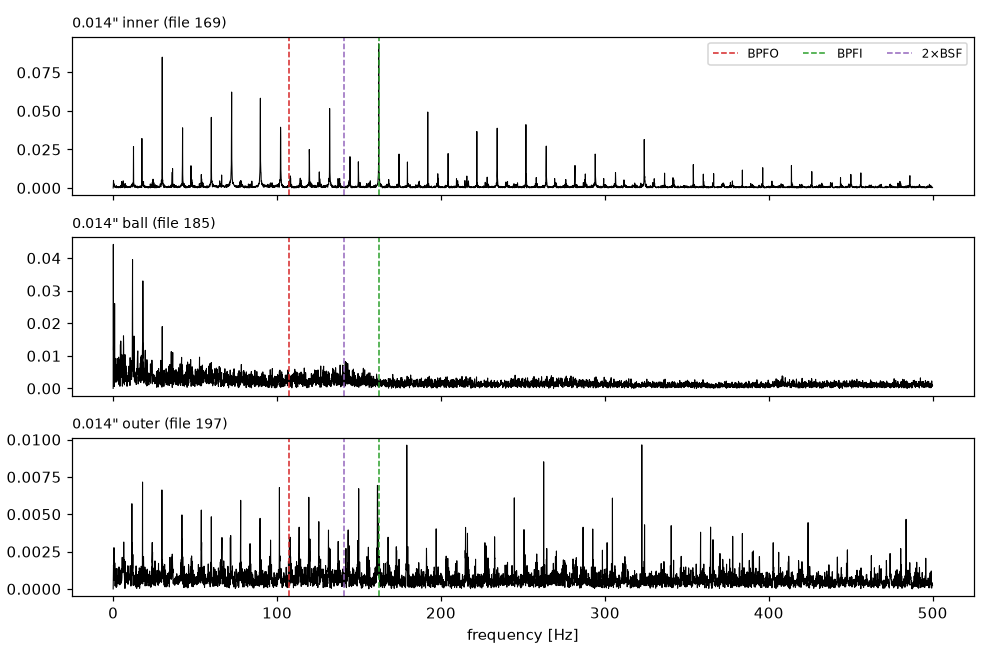 0.014" inner (file 169)
BPFO BPFI 2×BSF
0.075
0.050
0.025
0.000
0.014" ball (file 185)
0.04
0.03
0.02
0.01
0.00
0.014" outer (file 197)
0.0100
0.0075
0.0050
0.0025
0.0000
0 100 200 300 400 500
frequency [Hz]